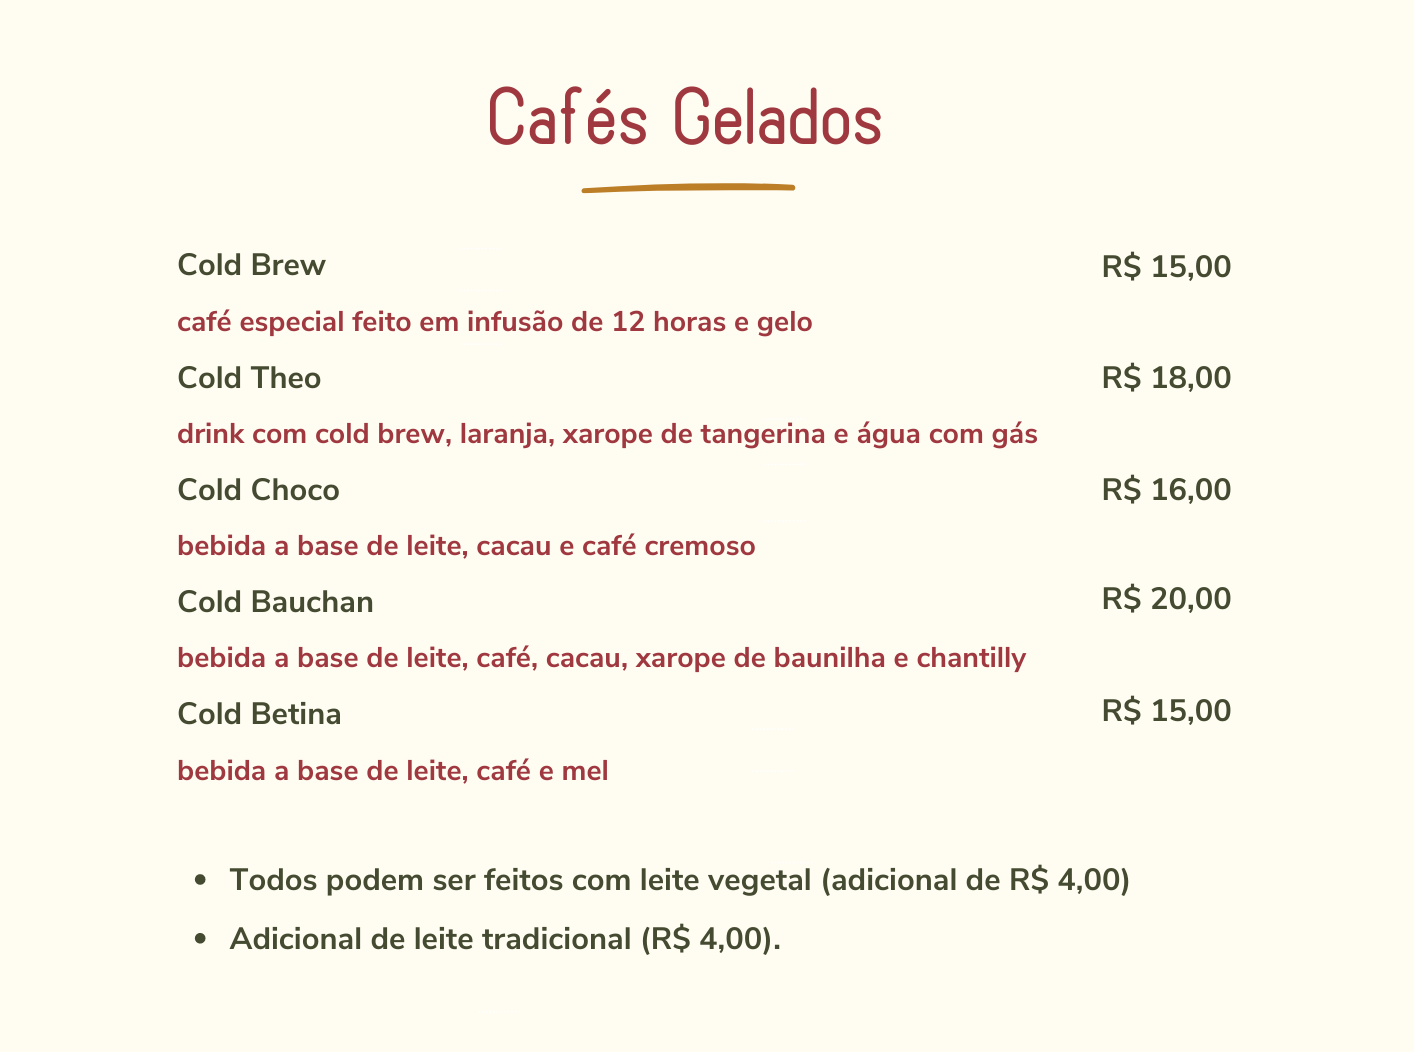 Cafés Gelados
Cold Brew R$ 15,00
café especial feito em infusão de 12 horas e gelo
Cold Theo R$ 18,00
drink com cold brew, laranja, xarope de tangerina e água com gás
Cold Choco R$ 16,00
bebida a base de leite, cacau e café cremoso
Cold Bauchan R$ 20,00
bebida a base de leite, café, cacau, xarope de baunilha e chantilly
Cold Betina R$ 15,00
bebida a base de leite, café e mel
• Todos podem ser feitos com leite vegetal (adicional de R$ 4,00)
• Adicional de leite tradicional (R$ 4,00).